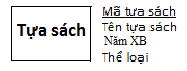 Tựa sách
Mã tựa sách
Tên tựa sách
Năm XB
Thể loại